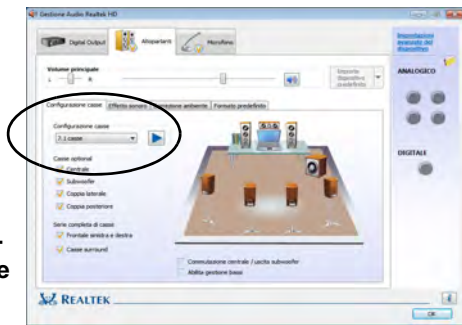 Gestione Audio Realtek HD
Digital Output
Altoparlanti
Microfono
Impostazioni avanzate del dispositivo
Volume principale
Imposta dispositivo predefinito
ANALOGICO
Configurazione casse
Effetto sonoro
Correzione ambiente
Formato predefinito
Configurazione casse
7.1 casse
Casse optional
Centrale
DIGITALE
Subwoofer
Coppia laterale
Coppia posteriore
Serie completa di casse
Frontale sinistra e destra
Casse surround
Commutazione centrale / uscita subwoofer
Abilita gestione bassi
e
REALTEK
OK